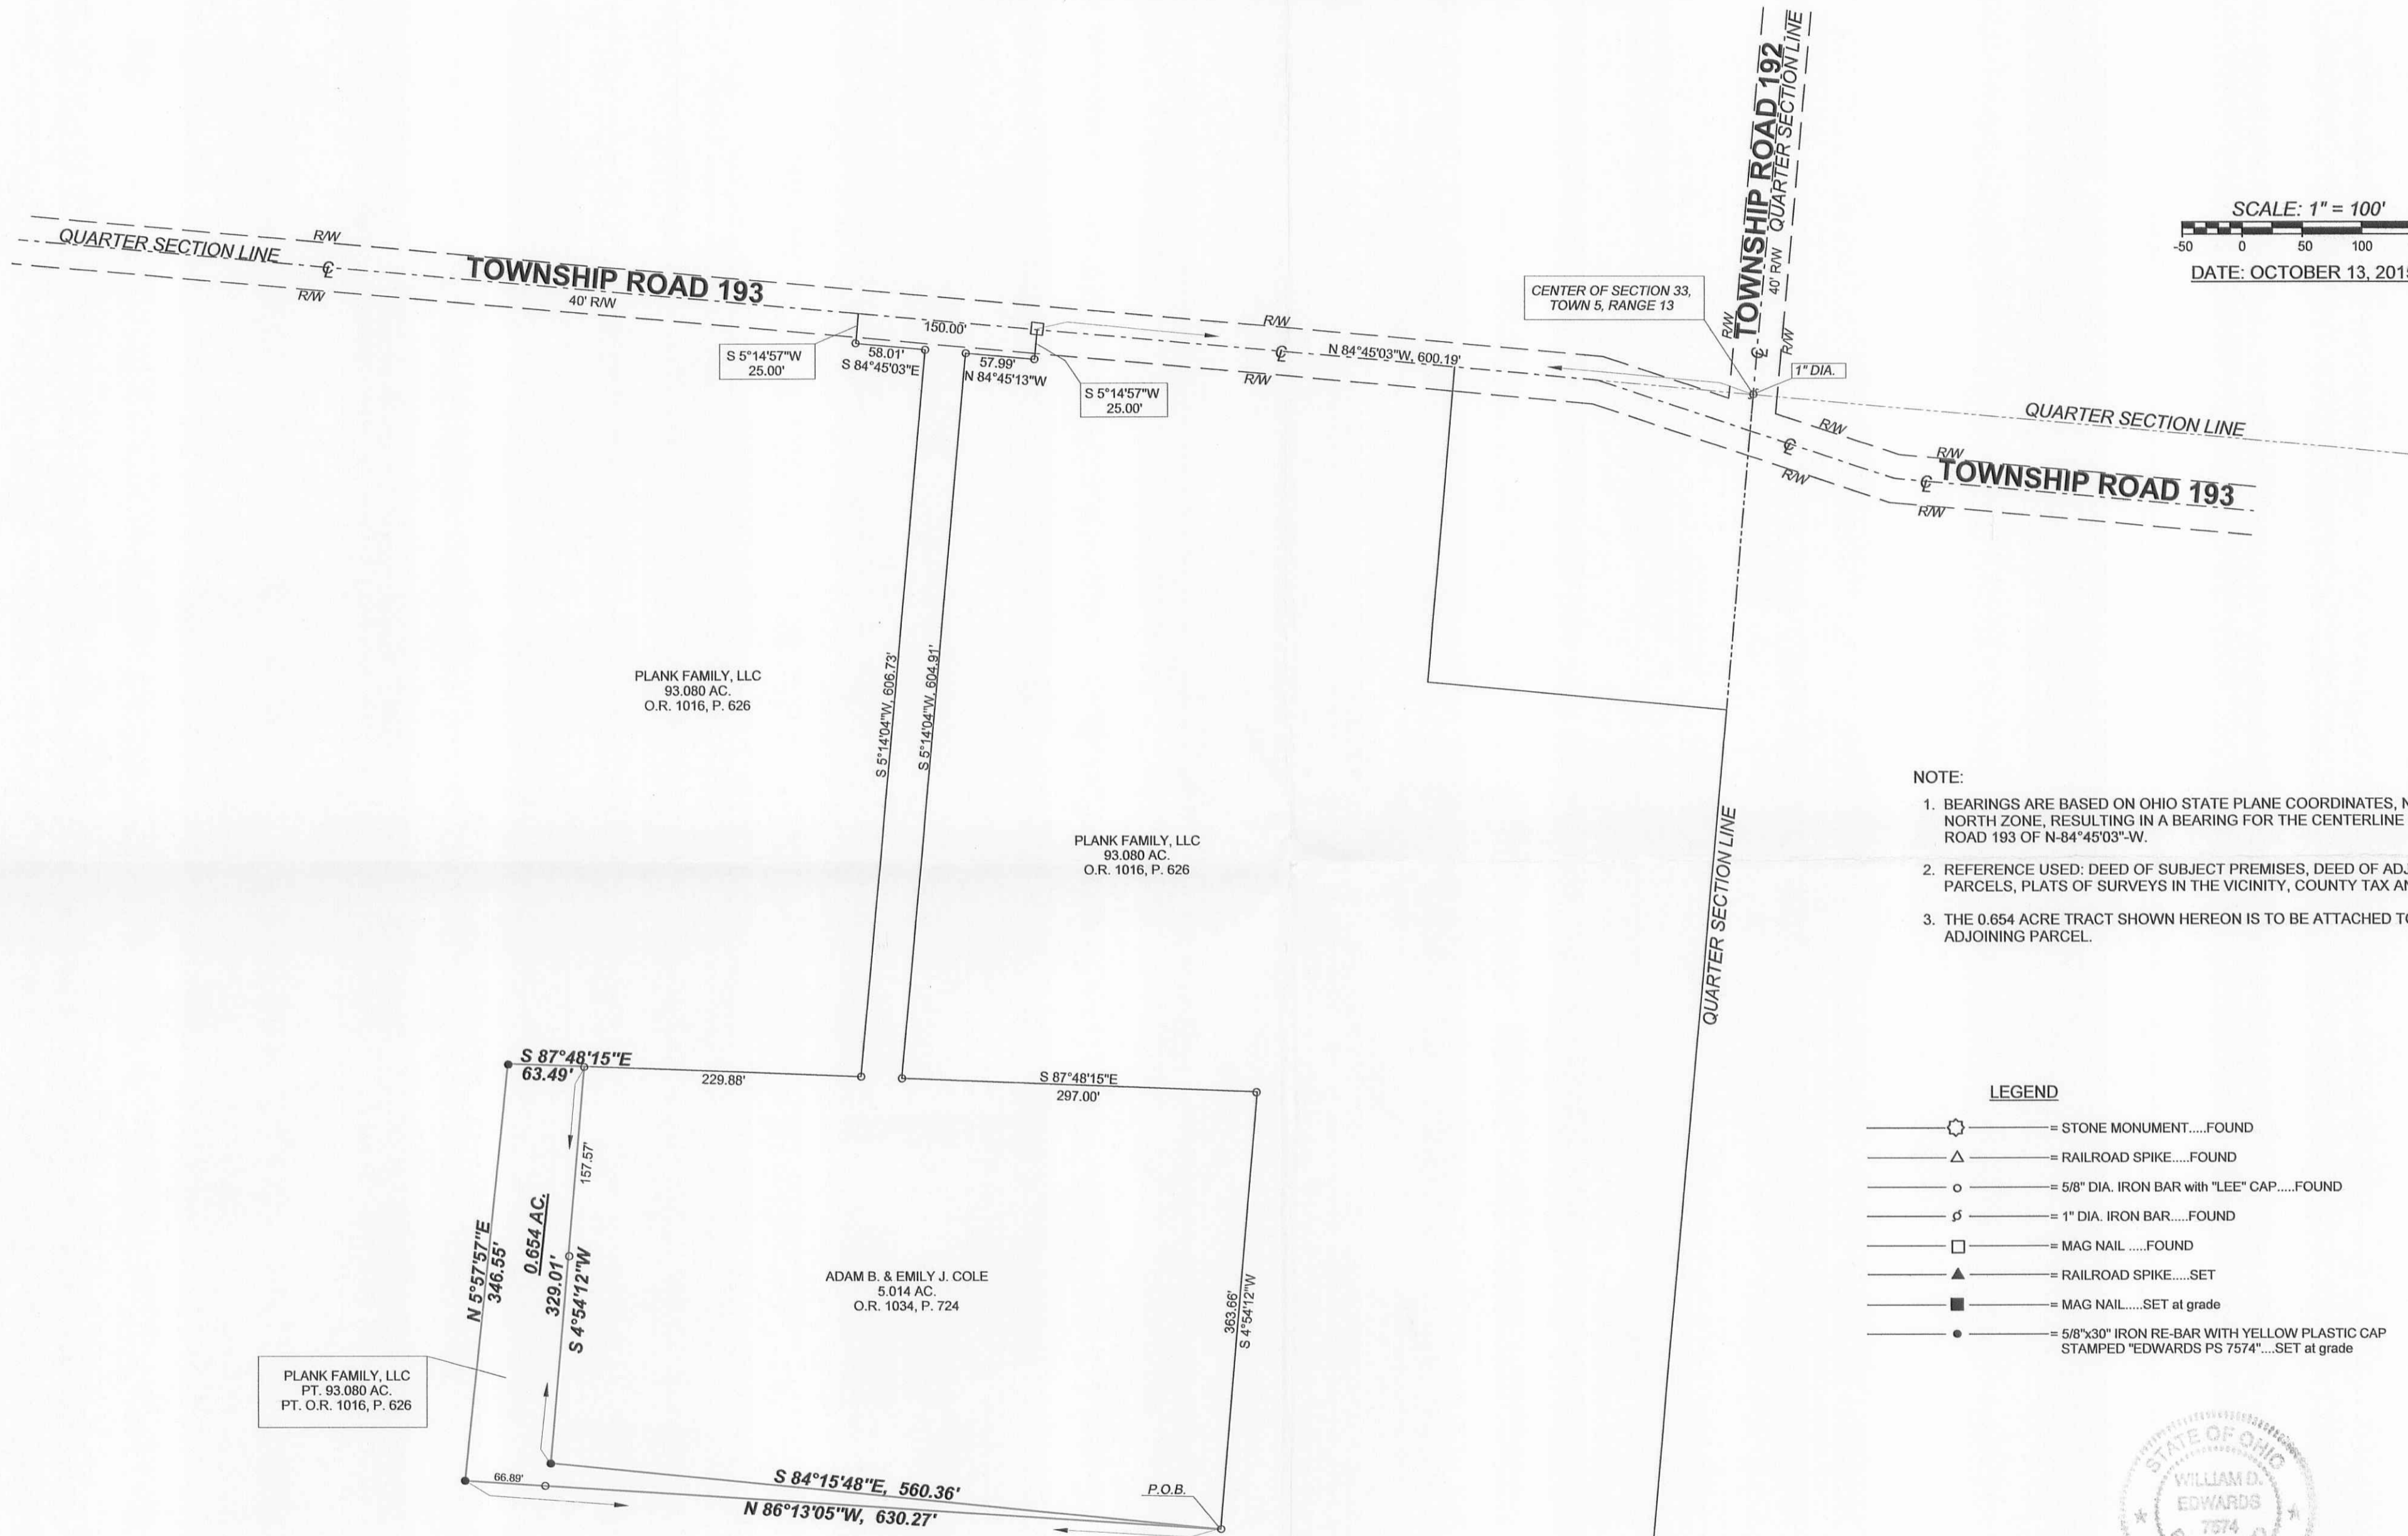 TOWNSHIP ROAD 192
QUARTER SECTION LINE
40' R/W
R/W
R/W
SCALE: 1" = 100'
-50 0 50 100
DATE: OCTOBER 13, 201
QUARTER SECTION LINE
R/W
R/W
TOWNSHIP ROAD 193
40' R/W
CENTER OF SECTION 33,
TOWN 5, RANGE 13
1" DIA.
150.00'
S 5°14'57"W
25.00'
58.01'
S 84°45'03"E
57.99'
N 84°45'13"W
S 5°14'57"W
25.00'
R/W
N 84°45'03"W, 600.19'
R/W
QUARTER SECTION LINE
R/W
R/W
R/W
TOWNSHIP ROAD 193
R/W
PLANK FAMILY, LLC
93.080 AC.
O.R. 1016, P. 626
S 5°14'04"W, 606.73'
S 5°14'04"W, 604.91'
PLANK FAMILY, LLC
93.080 AC.
O.R. 1016, P. 626
QUARTER SECTION LINE
NOTE:
1. BEARINGS ARE BASED ON OHIO STATE PLANE COORDINATES,
NORTH ZONE, RESULTING IN A BEARING FOR THE CENTERLINE
ROAD 193 OF N-84°45'03"-W.
2. REFERENCE USED: DEED OF SUBJECT PREMISES, DEED OF
PARCELS, PLATS OF SURVEYS IN THE VICINITY, COUNTY TAX
3. THE 0.654 ACRE TRACT SHOWN HEREON IS TO BE ATTACHED
ADJOINING PARCEL.
S 87°48'15"E
63.49'
229.88'
S 87°48'15"E
297.00'
157.57'
N 5°57'57"E
346.55'
0.654 AC.
329.01'
S 4°54'12"W
ADAM B. & EMILY J. COLE
5.014 AC.
O.R. 1034, P. 724
363.66'
S 4°54'12"W
PLANK FAMILY, LLC
PT. 93.080 AC.
PT. O.R. 1016, P. 626
66.89'
S 84°15'48"E, 560.36'
N 86°13'05"W, 630.27'
P.O.B.
LEGEND
= STONE MONUMENT.....FOUND
= RAILROAD SPIKE.....FOUND
= 5/8" DIA. IRON BAR with "LEE" CAP.....FOUND
= 1" DIA. IRON BAR.....FOUND
= MAG NAIL .....FOUND
= RAILROAD SPIKE.....SET
= MAG NAIL.....SET at grade
= 5/8"x30" IRON RE-BAR WITH YELLOW PLASTIC CAP
STAMPED "EDWARDS PS 7574"....SET at grade
STATE OF OHIO
WILLIAM D.
EDWARDS
7574